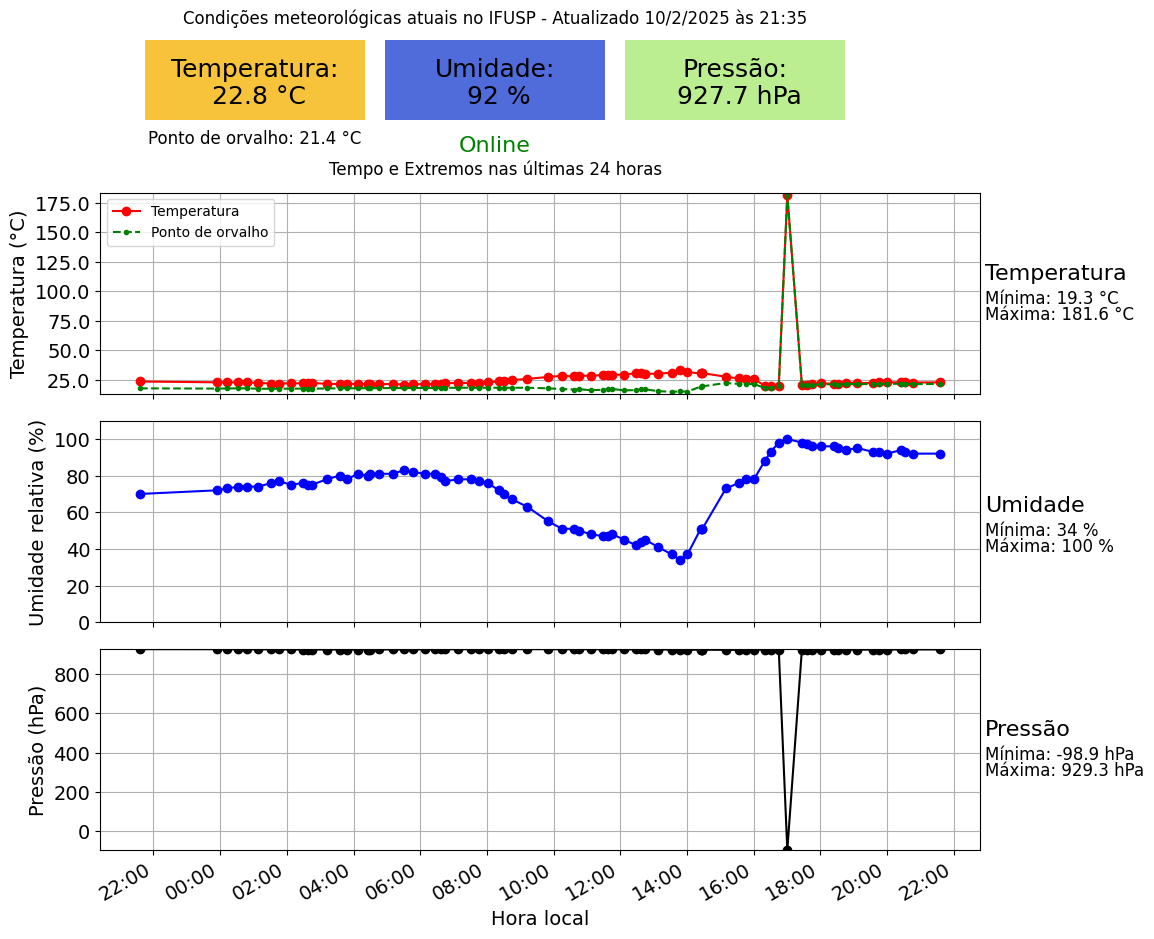 Condições meteorológicas atuais no IFUSP - Atualizado 10/2/2025 às 21:35
Temperatura:
22.8 °C
Umidade:
92 %
Pressão:
927.7 hPa
Ponto de orvalho: 21.4 °C
Online
Tempo e Extremos nas últimas 24 horas
Temperatura (°C)
175.0
150.0
125.0
100.0
75.0
50.0
25.0
Temperatura
Ponto de orvalho
Temperatura
Mínima: 19.3 °C
Máxima: 181.6 °C
Umidade relativa (%)
100
80
60
40
20
0
Umidade
Mínima: 34 %
Máxima: 100 %
Pressão (hPa)
800
600
400
200
0
Pressão
Mínima: -98.9 hPa
Máxima: 929.3 hPa
22:00 00:00 02:00 04:00 06:00 08:00 10:00 12:00 14:00 16:00 18:00 20:00 22:00
Hora local